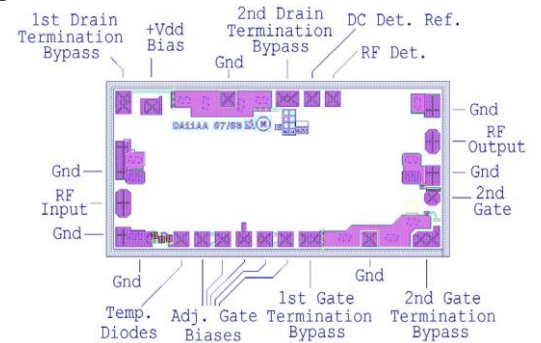 1st Drain
Termination
Bypass
+Vdd
Bias
Gnd
2nd Drain
Termination
Bypass
DC Det. Ref.
RF Det.
DA11AA
M
Gnd
RF
Output
Gnd
2nd
Gate
Gnd
RF
Input
Gnd
Gnd
Temp.
Diodes
Adj. Gate
Biases
1st Gate
Termination
Bypass
Gnd
2nd Gate
Termination
Bypass